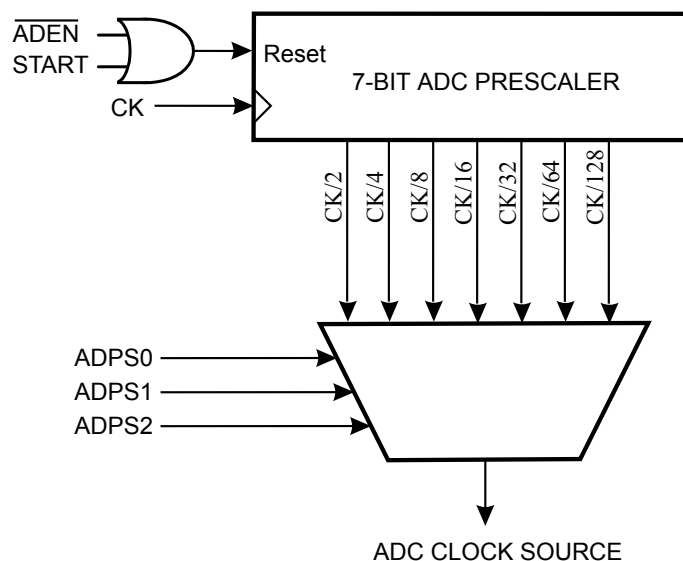 ADEN
START
Reset
7-BIT ADC PRESCALER
CK
CK/2
CK/4
CK/8
CK/16
CK/32
CK/64
CK/128
ADPS0
ADPS1
ADPS2
ADC CLOCK SOURCE